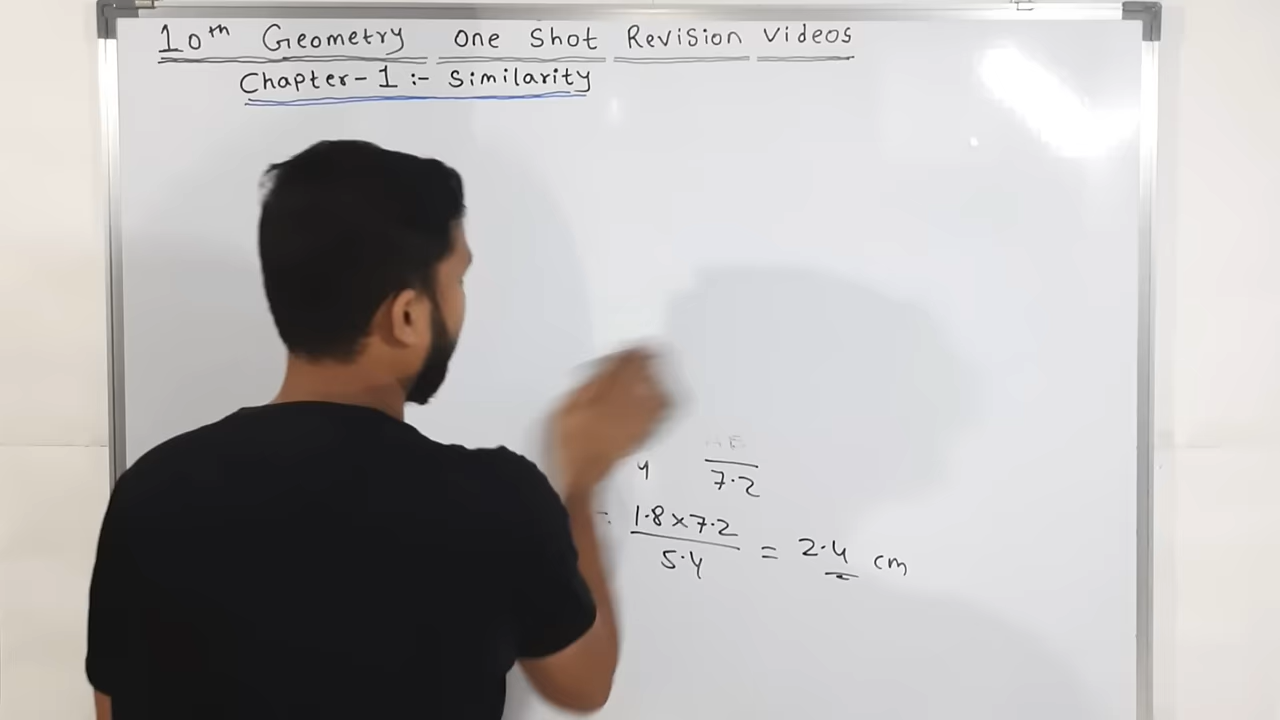 10th Geometry One Shot Revision Videos
Chapter-1 :- Similarity
4
7.2
1.8 x 7.2
5.4
= 2.4 cm